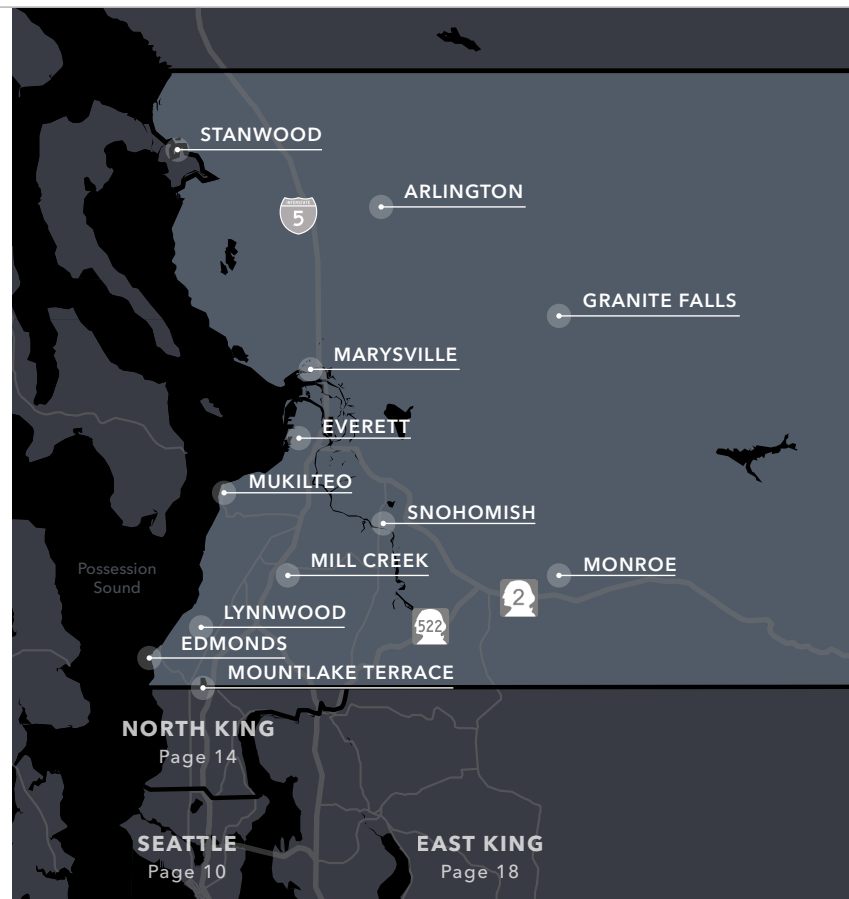 STANWOOD
ARLINGTON
INTERSTATE
5
GRANITE FALLS
MARYSVILLE
EVERETT
MUKILTEO
SNOHOMISH
MILL CREEK
MONROE
Possession
Sound
2
LYNNWOOD
522
EDMONDS
MOUNTLAKE TERRACE
NORTH KING
Page 14
SEATTLE
Page 10
EAST KING
Page 18